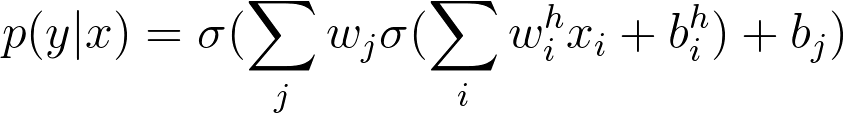 p(y|x) = σ(∑_j w_j σ(∑_i w_i^h x_i + b_i^h) + b_j)